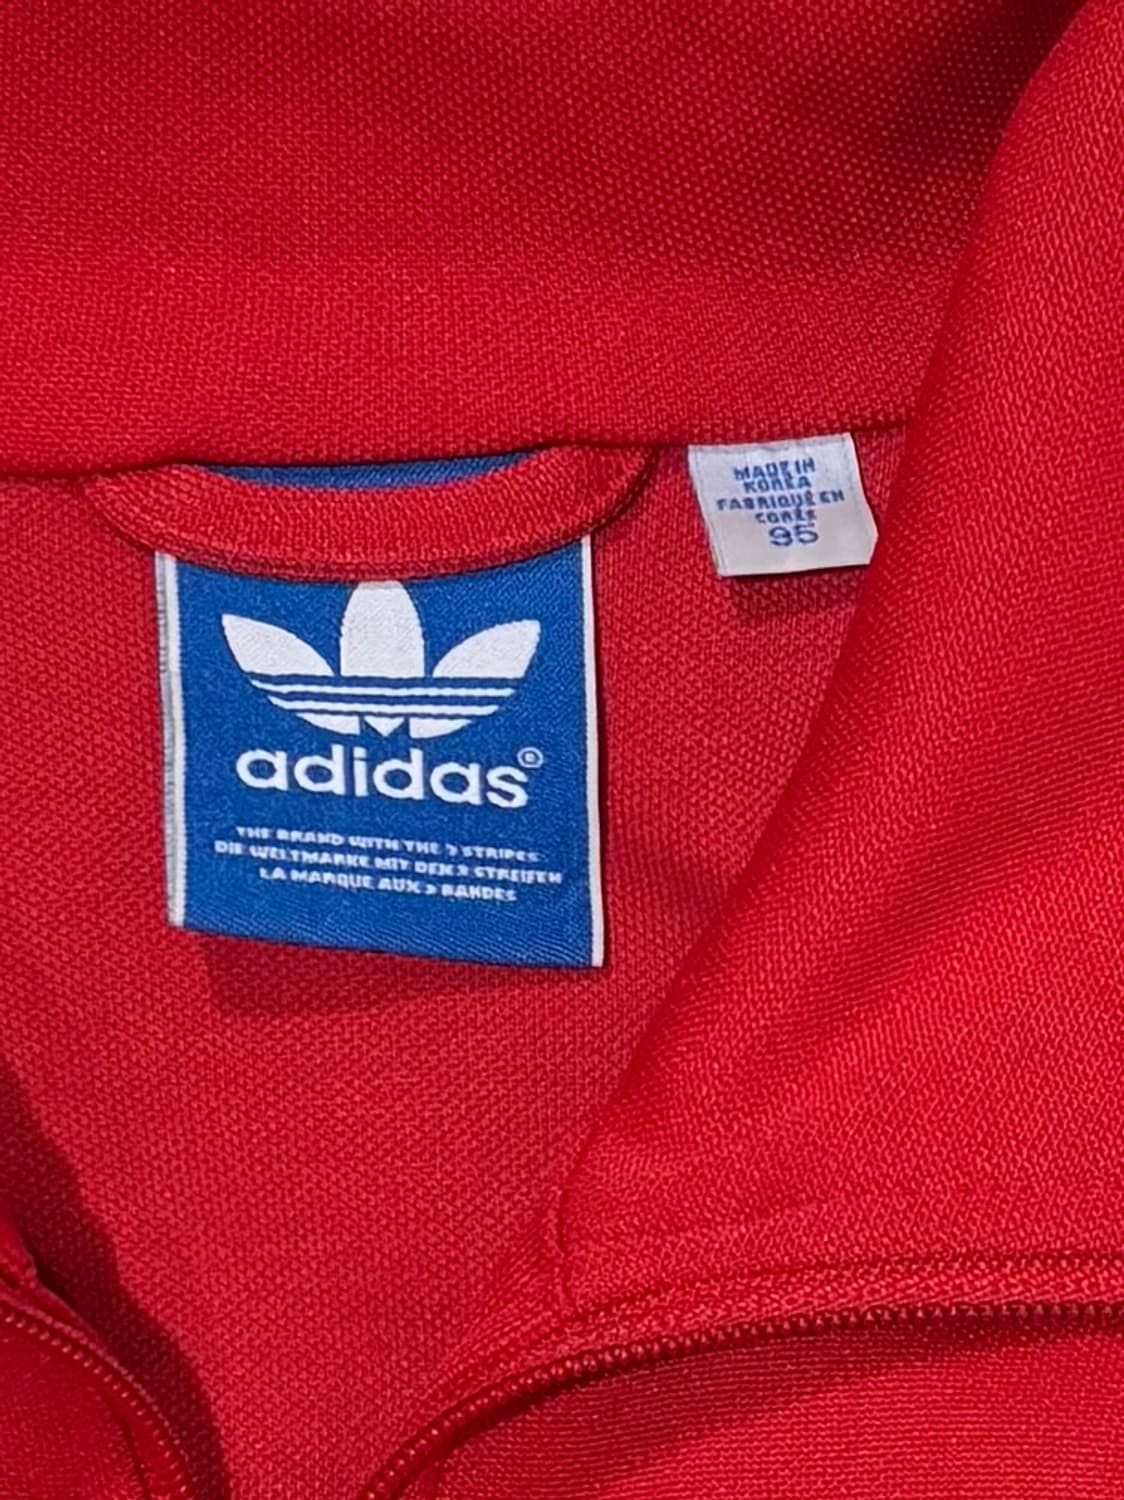 MADE IN
KOREA
FABRIQUÉ EN
CORÉE
95
adidas®
THE BRAND WITH THE 3 STRIPES
DIE WELTMARKE MIT DEN 3 STREIFEN
LA MARQUE AUX 3 BANDES